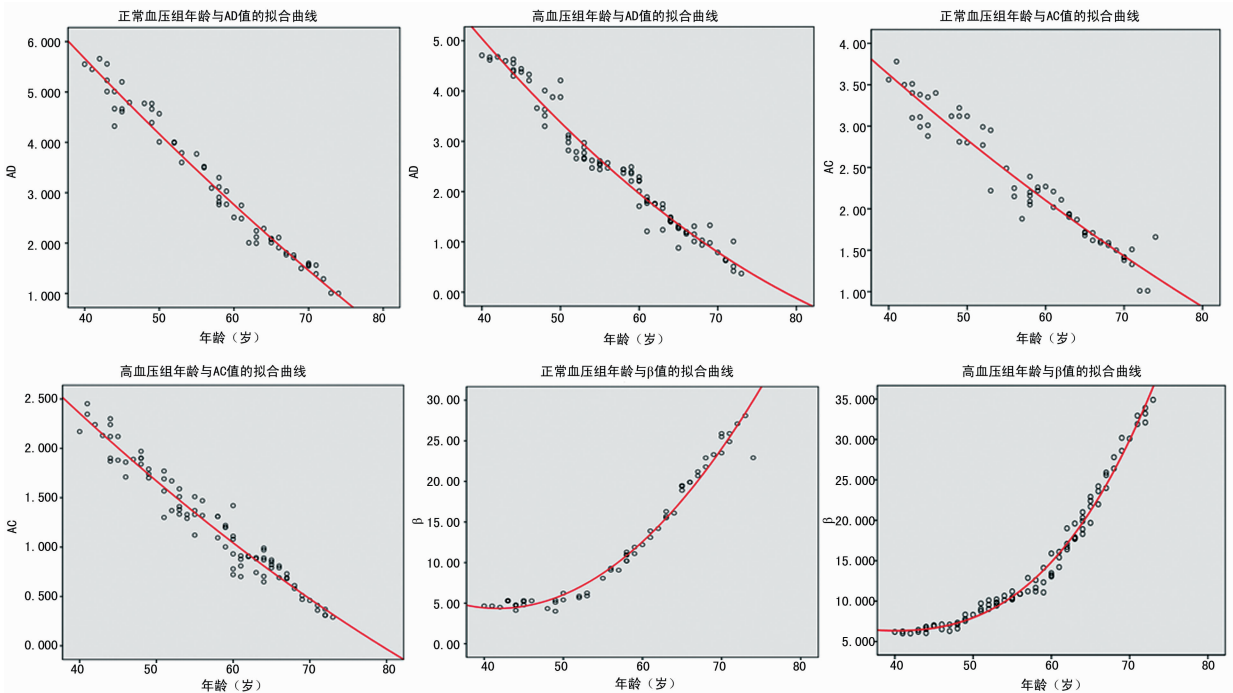 正常血压组年龄与AD值的拟合曲线
6.000
5.000
4.000
3.000
2.000
1.000
AD
40 50 60 70 80
年龄（岁）
高血压组年龄与AD值的拟合曲线
5.00
4.00
3.00
2.00
1.00
0.00
AD
40 50 60 70 80
年龄（岁）
正常血压组年龄与AC值的拟合曲线
4.00
3.50
3.00
2.50
2.00
1.50
1.00
AC
40 50 60 70 80
年龄（岁）
高血压组年龄与AC值的拟合曲线
2.500
2.000
1.500
1.000
0.500
0.000
AC
40 50 60 70 80
年龄（岁）
正常血压组年龄与β值的拟合曲线
30.00
5.00
20.00
15.00
10.00
5.00
0.00
β
40 50 60 70 80
年龄（岁）
高血压组年龄与β值的拟合曲线
35.000
30.000
20.000
15.000
10.000
5.000
β
40 50 60 70 80
年龄（岁）